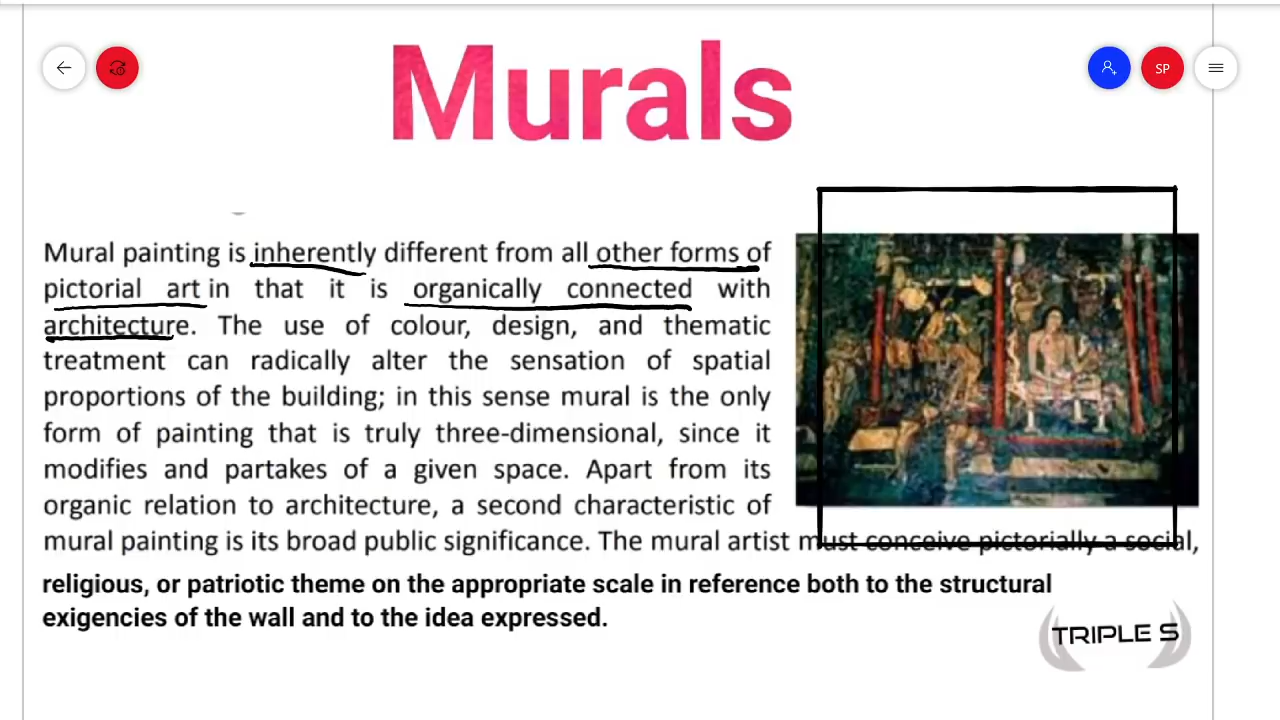 Murals
SP
Mural painting is inherently different from all other forms of
pictorial art in that it is organically connected with
architecture. The use of colour, design, and thematic
treatment can radically alter the sensation of spatial
proportions of the building; in this sense mural is the only
form of painting that is truly three-dimensional, since it
modifies and partakes of a given space. Apart from its
organic relation to architecture, a second characteristic of
mural painting is its broad public significance. The mural artist must conceive pictorially a social,
religious, or patriotic theme on the appropriate scale in reference both to the structural
exigencies of the wall and to the idea expressed.
TRIPLE S